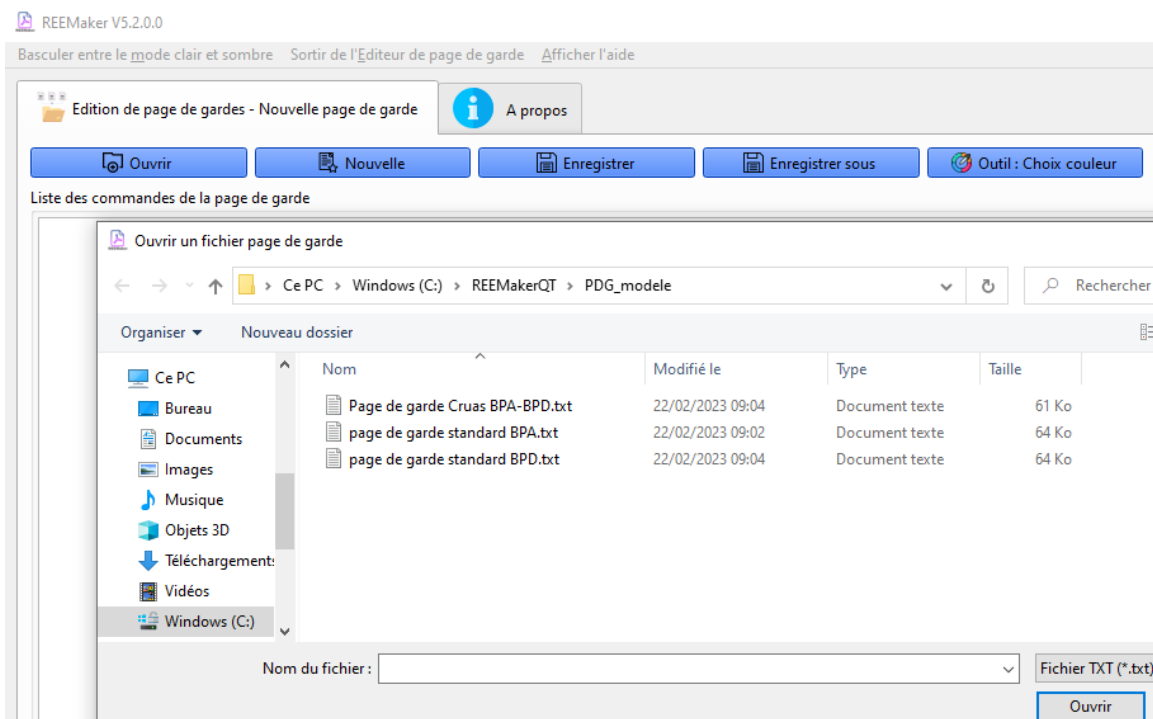 REEMaker V5.2.0.0
Basculer entre le mode clair et sombre Sortir de l'Editeur de page de garde Afficher l'aide
Edition de page de gardes - Nouvelle page de garde A propos
Ouvrir Nouvelle Enregistrer Enregistrer sous Outil : Choix couleur
Liste des commandes de la page de garde
Ouvrir un fichier page de garde
Ce PC > Windows (C:) > REEMakerQT > PDG_modele Rechercher
Organiser Nouveau dossier
Nom Modifié le Type Taille
Ce PC
Bureau
Documents
Images
Musique
Objets 3D
Téléchargements
Vidéos
Windows (C:)
Page de garde Cruas BPA-BPD.txt 22/02/2023 09:04 Document texte 61 Ko
page de garde standard BPA.txt 22/02/2023 09:02 Document texte 64 Ko
page de garde standard BPD.txt 22/02/2023 09:04 Document texte 64 Ko
Nom du fichier : Fichier TXT (*.txt)
Ouvrir